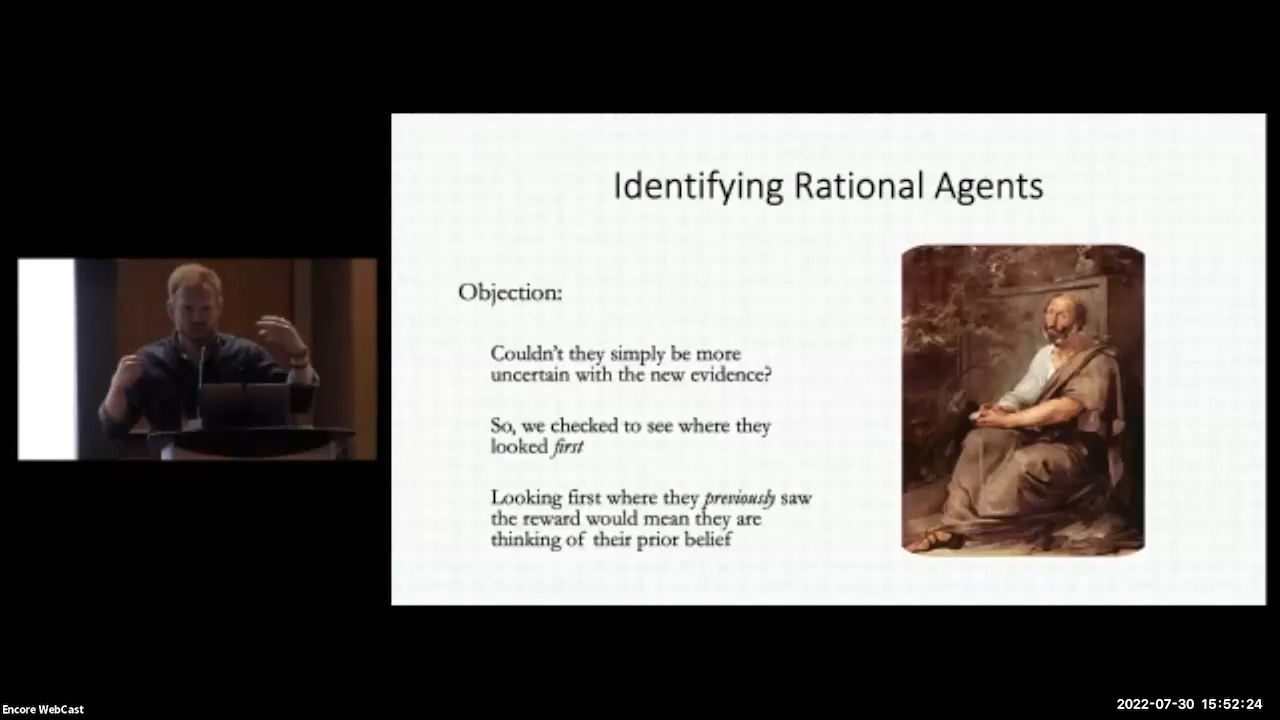 Identifying Rational Agents
Objection:
Couldn't they simply be more
uncertain with the new evidence?
So, we checked to see where they
looked first
Looking first where they previously saw
the reward would mean they are
thinking of their prior belief
Encore WebCast
2022-07-30 15:52:24